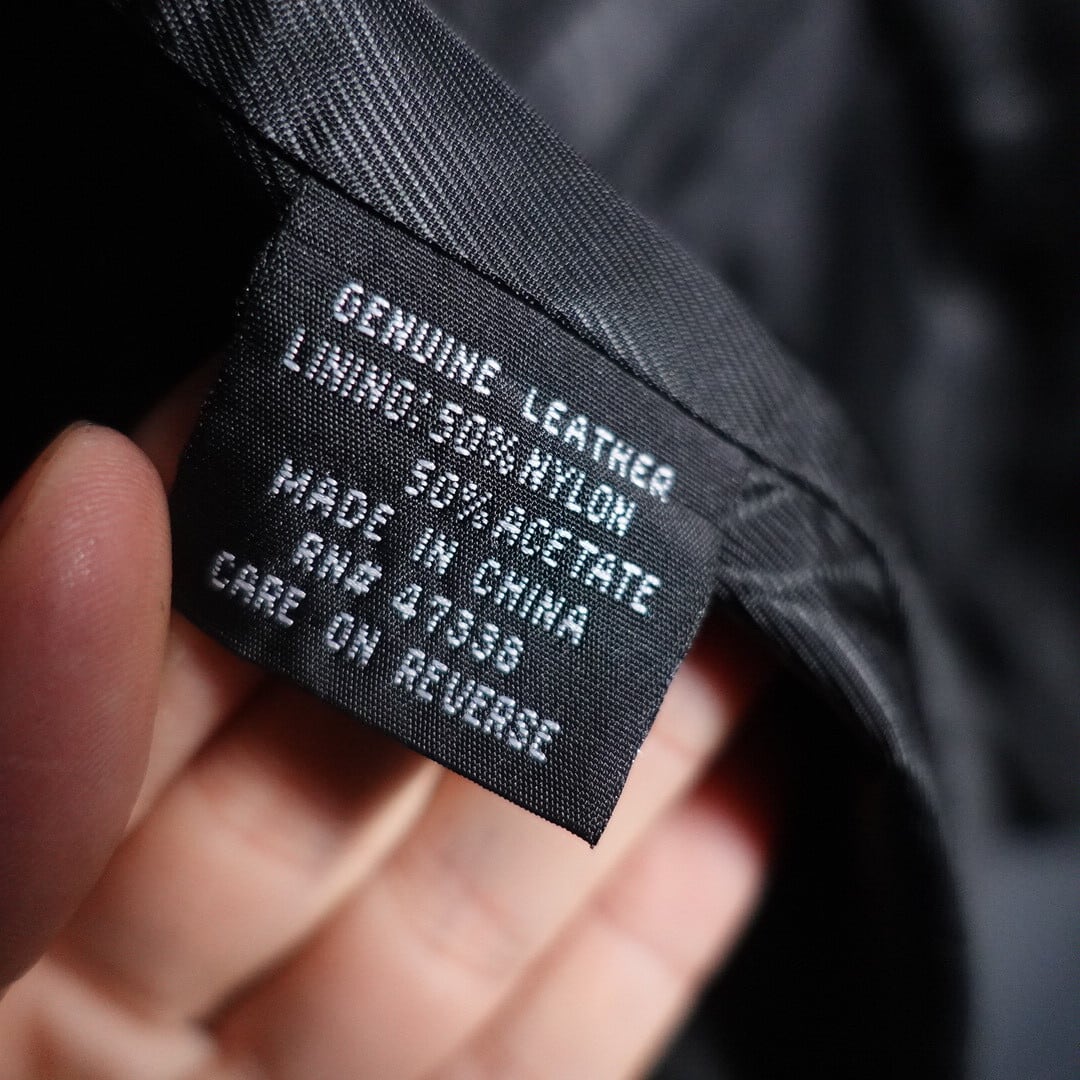 GENUINE LEATHER
LINING:50%NYLON
50%ACETATE
MADE IN CHINA
RN# 47338
CARE ON REVERSE